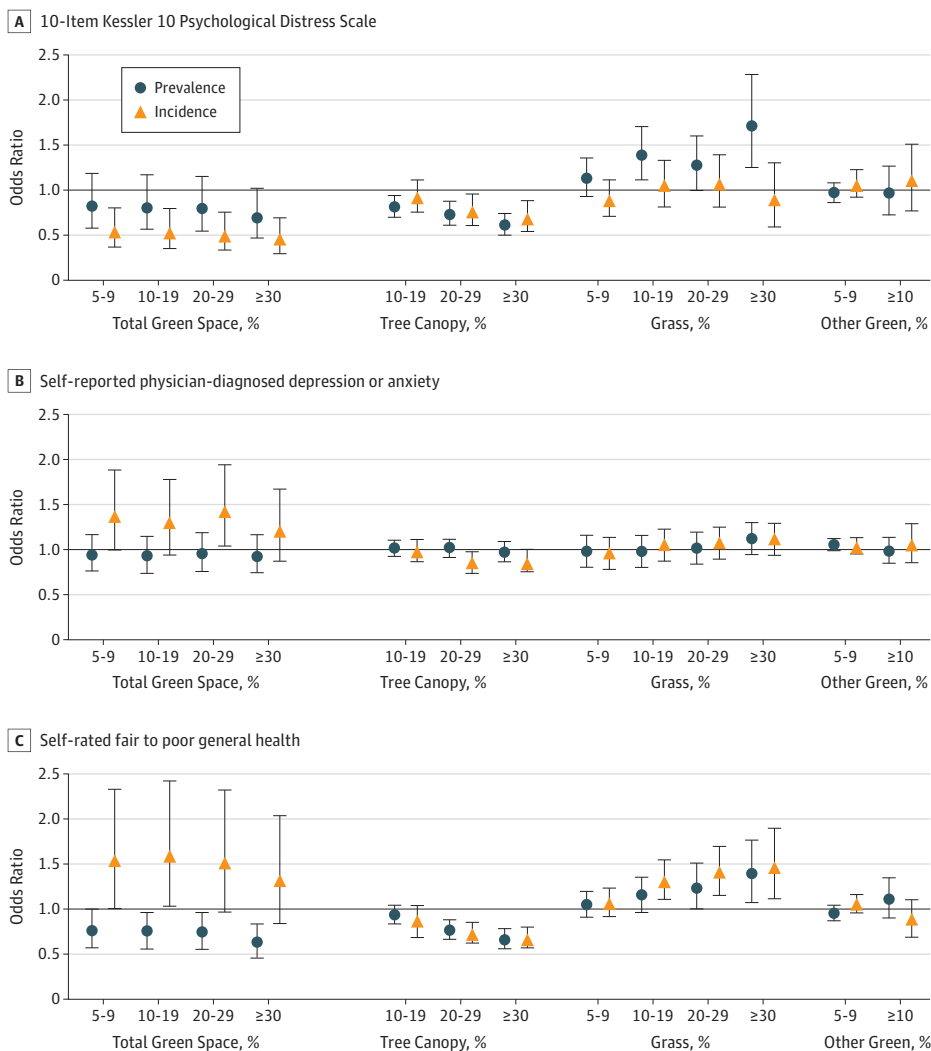 A 10-Item Kessler 10 Psychological Distress Scale
2.5
2.0
1.5
1.0
0.5
0
Odds Ratio
Prevalence
Incidence
5-9 10-19 20-29 ≥30 10-19 20-29 ≥30 5-9 10-19 20-29 ≥30 5-9 ≥10
Total Green Space, % Tree Canopy, % Grass, % Other Green, %
B Self-reported physician-diagnosed depression or anxiety
2.5
2.0
1.5
1.0
0.5
0
Odds Ratio
5-9 10-19 20-29 ≥30 10-19 20-29 ≥30 5-9 10-19 20-29 ≥30 5-9 ≥10
Total Green Space, % Tree Canopy, % Grass, % Other Green, %
C Self-rated fair to poor general health
2.5
2.0
1.5
1.0
0.5
0
Odds Ratio
5-9 10-19 20-29 ≥30 10-19 20-29 ≥30 5-9 10-19 20-29 ≥30 5-9 ≥10
Total Green Space, % Tree Canopy, % Grass, % Other Green, %